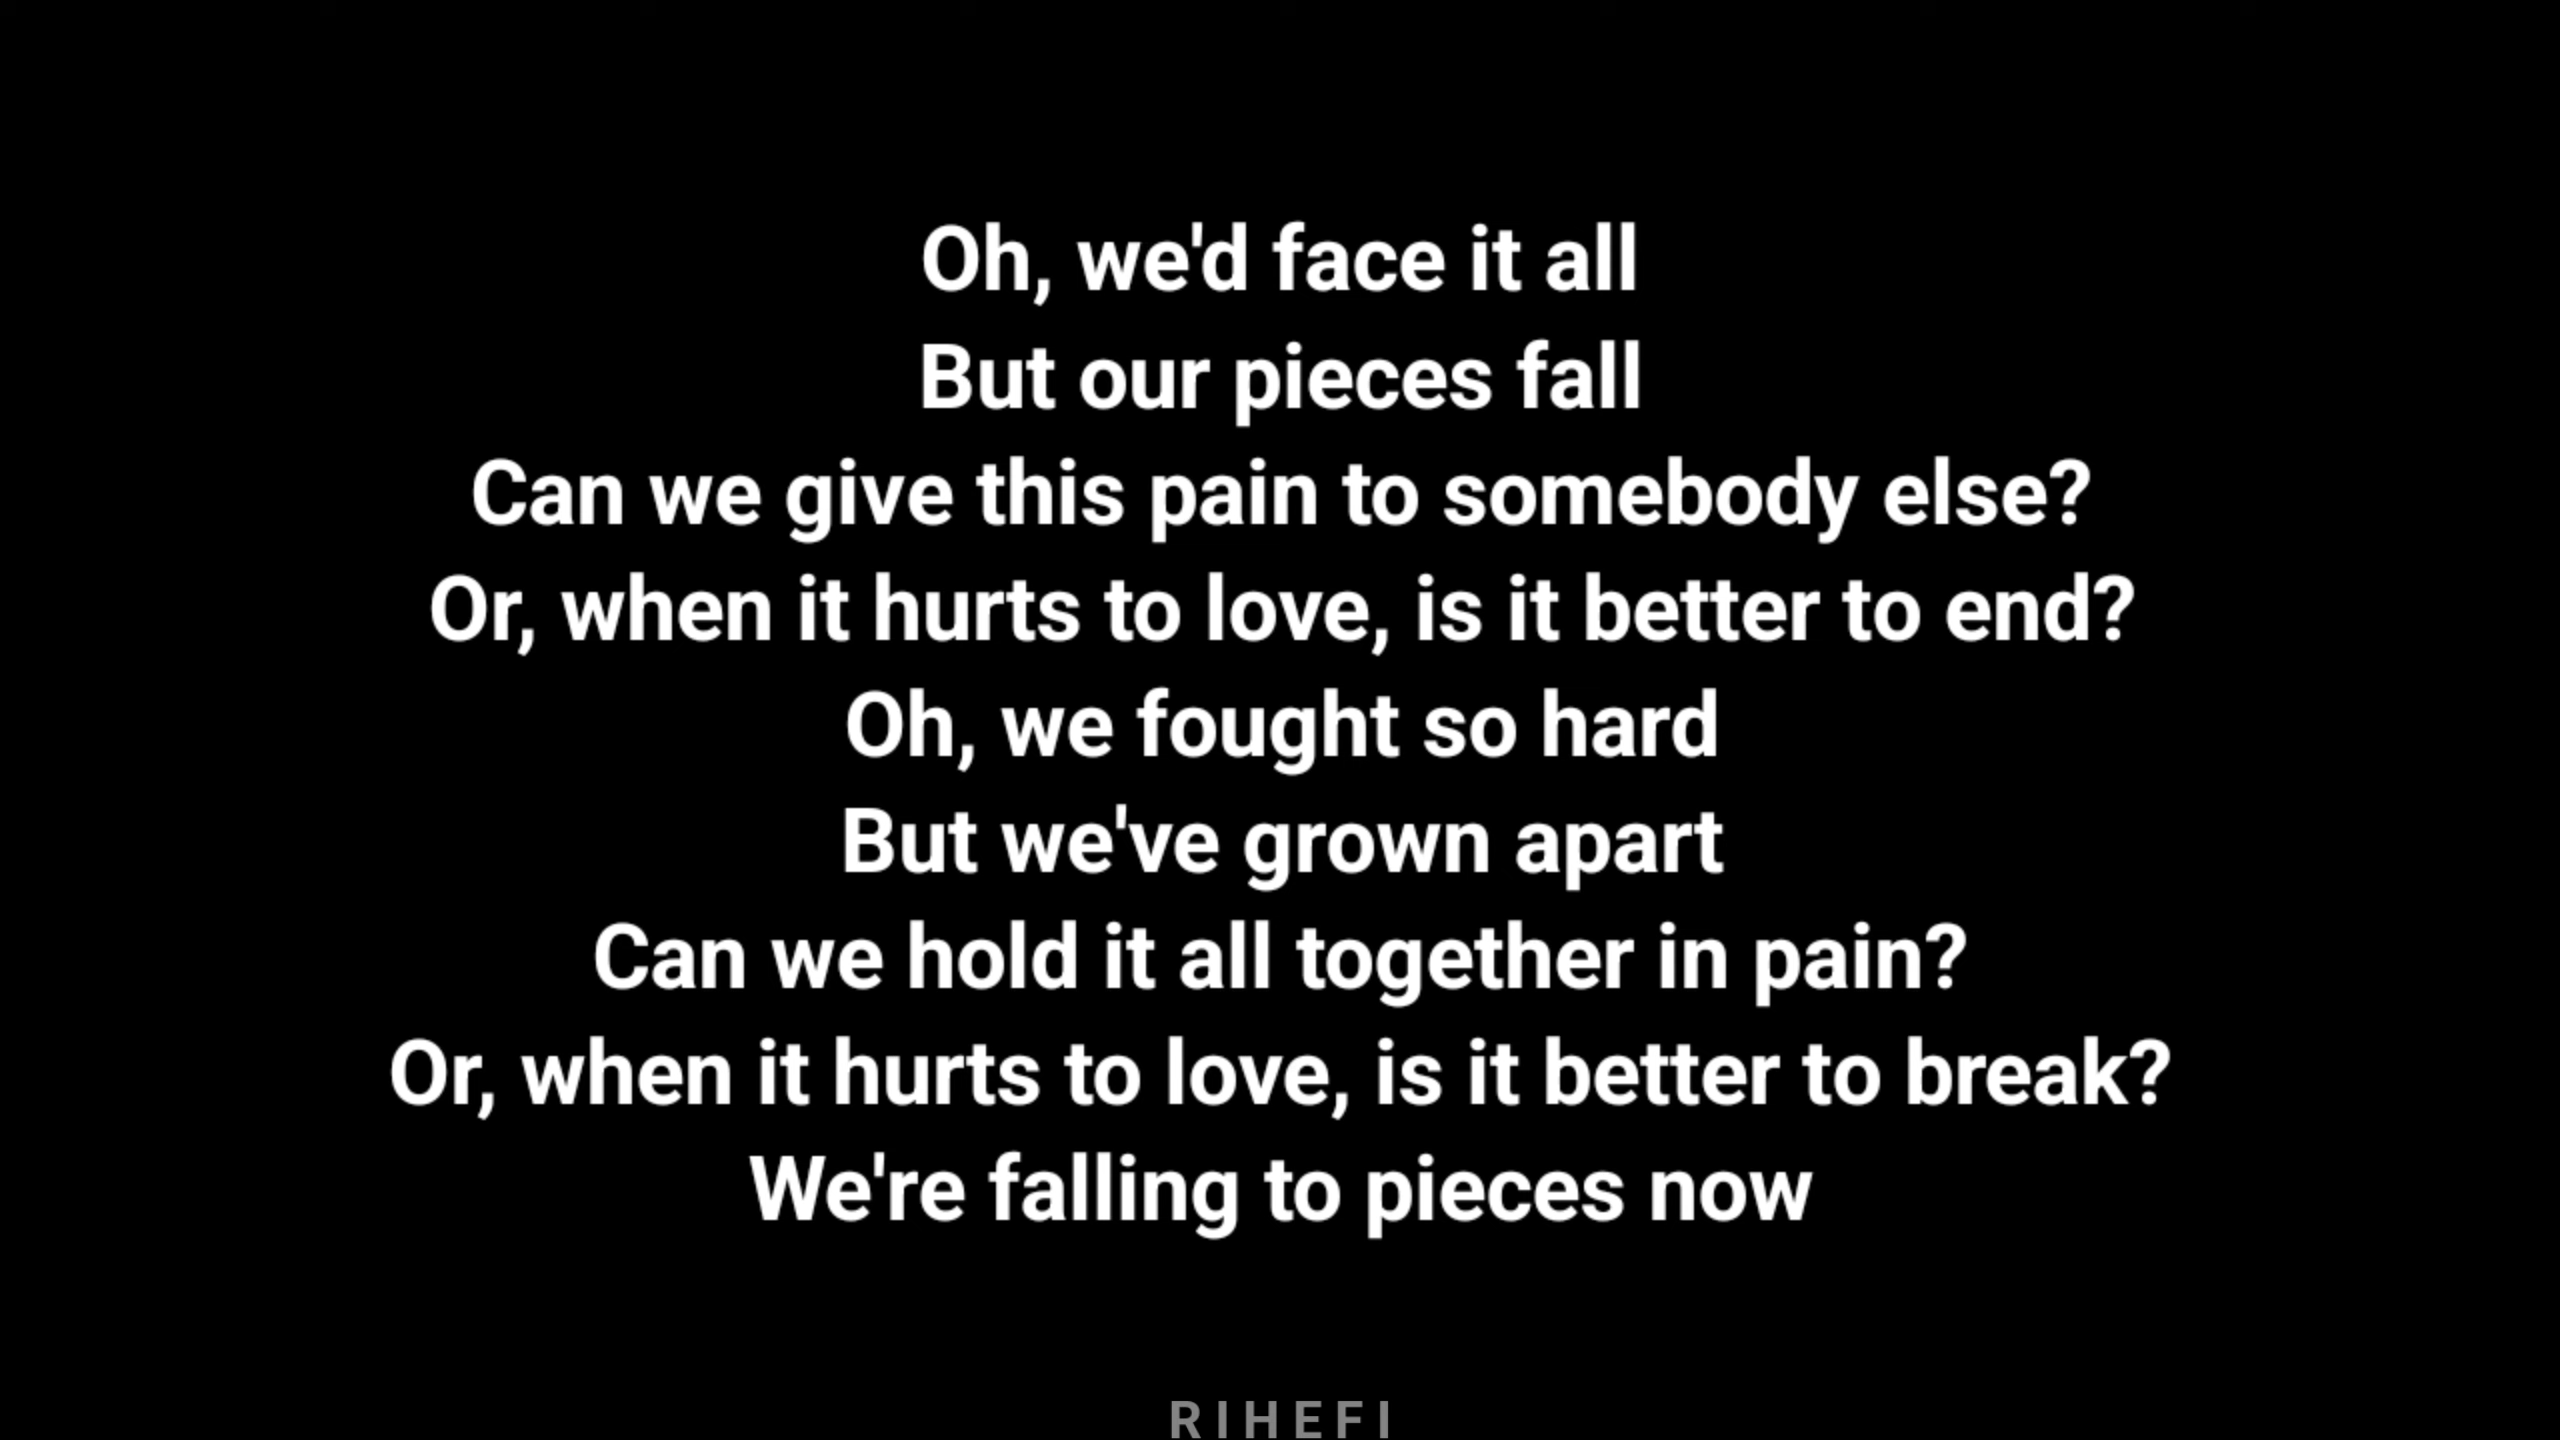 Oh, we'd face it all
But our pieces fall
Can we give this pain to somebody else?
Or, when it hurts to love, is it better to end?
Oh, we fought so hard
But we've grown apart
Can we hold it all together in pain?
Or, when it hurts to love, is it better to break?
We're falling to pieces now
RIHEFI